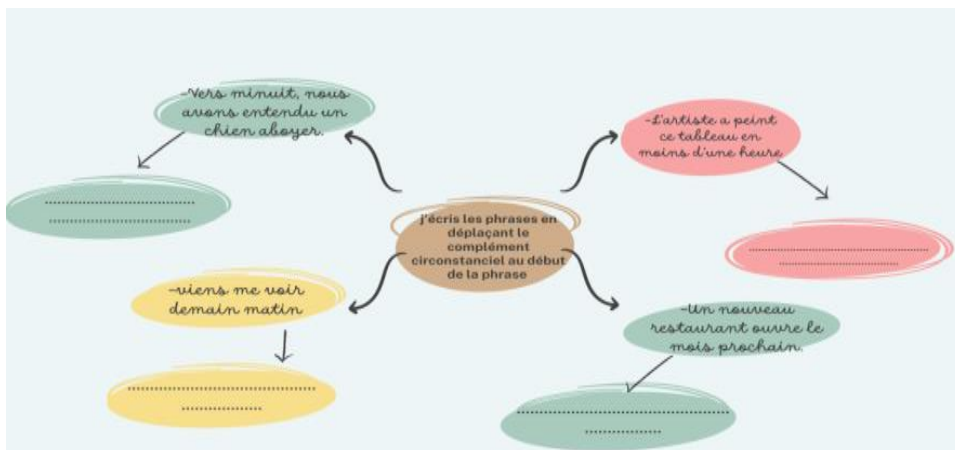 -Vers minuit, nous
avons entendu un
chien aboyer.
-L'artiste a peint
ce tableau en
moins d'une heure
j'écris les phrases en
déplaçant le
complément
circonstanciel au début
de la phrase
-viens me voir
demain matin
-Un nouveau
restaurant ouvre le
mois prochain.